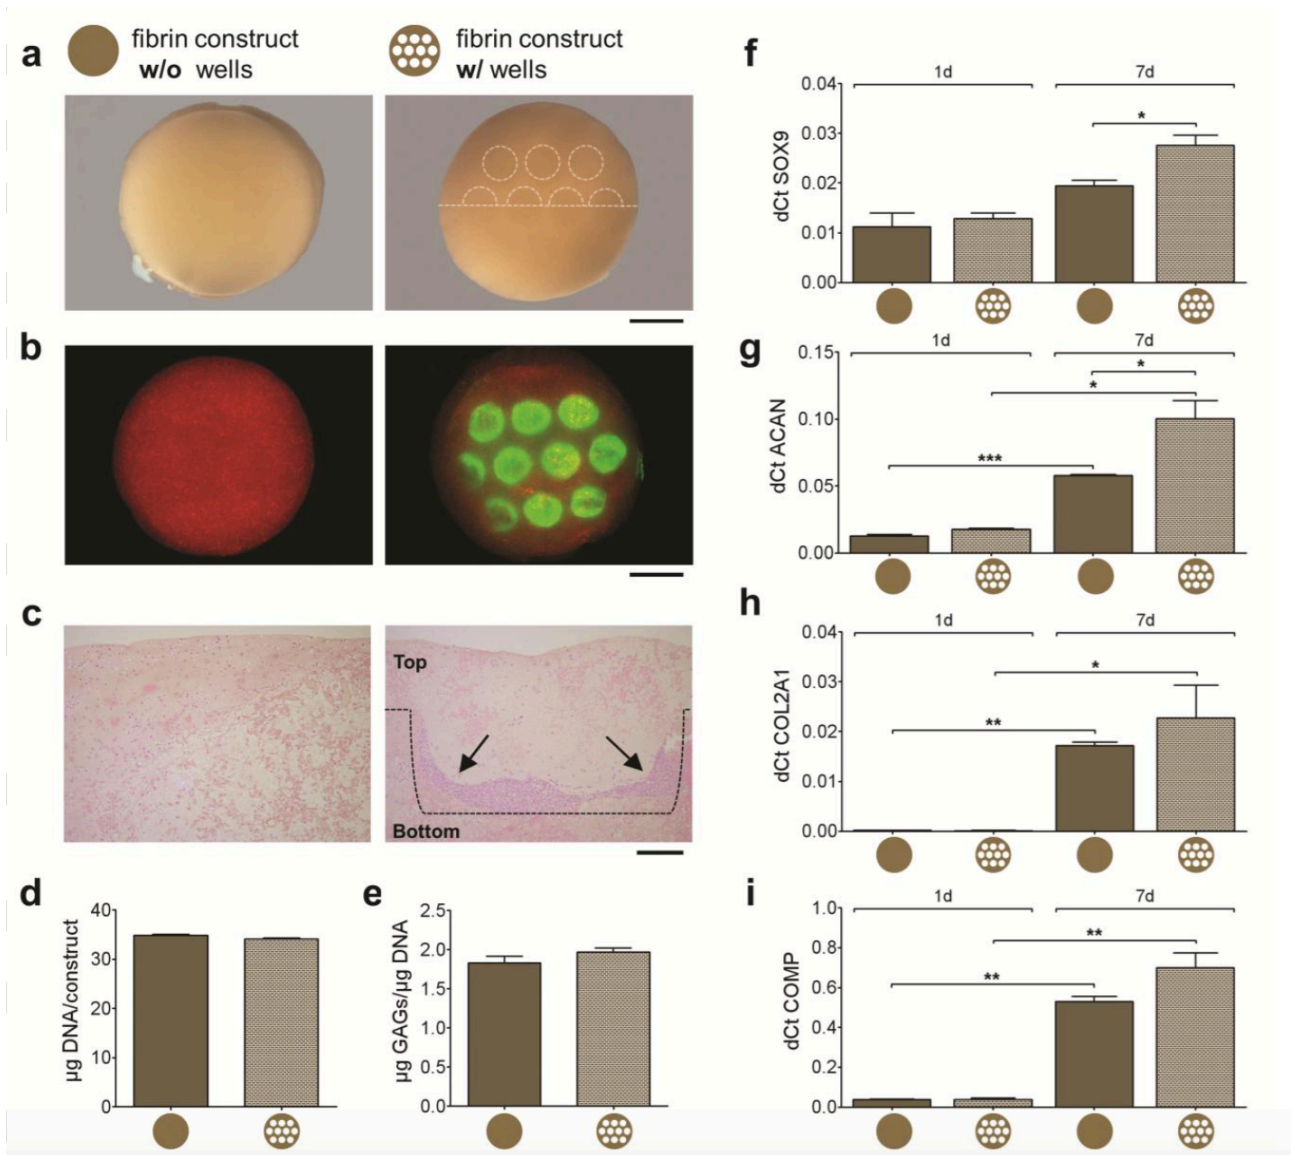 a
fibrin construct
w/o wells
fibrin construct
w/ wells
b
c
Top
Bottom
d
µg DNA/construct
40
30
20
10
0
e
µg GAGs/µg DNA
2.5
2.0
1.5
1.0
0.5
0.0
f
dCt SOX9
0.04
0.03
0.02
0.01
0.00
1d
7d
*
g
dCt ACAN
0.15
0.10
0.05
0.00
1d
7d
*
*
***
h
dCt COL2A1
0.04
0.03
0.02
0.01
0.00
1d
7d
*
**
i
dCt COMP
1.0
0.8
0.6
0.4
0.2
0.0
1d
7d
**
**